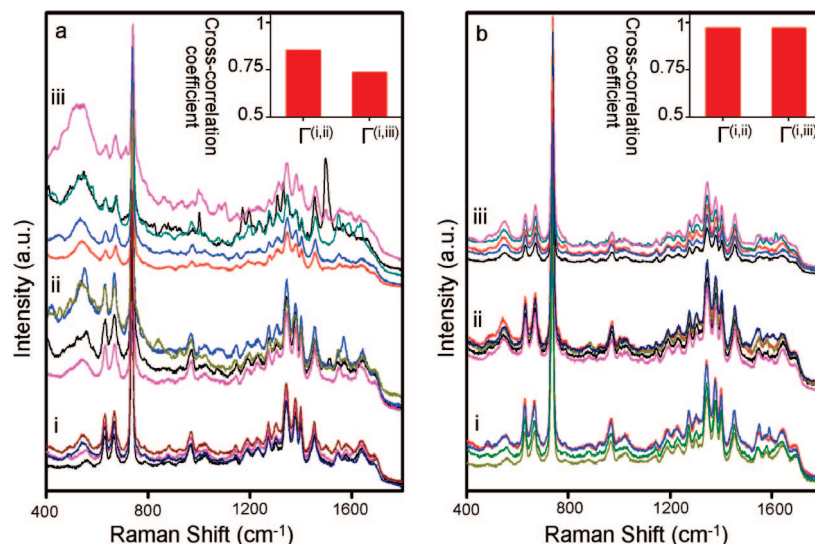 a
Cross-correlation
coefficient
1
0.75
0.5
Γ(i,ii)
Γ(i,iii)
iii
ii
i
Intensity (a.u.)
400
800
1200
1600
Raman Shift (cm-1)
b
Cross-correlation
coefficient
1
0.75
0.5
Γ(i,ii)
Γ(i,iii)
iii
ii
i
Intensity (a.u.)
400
800
1200
1600
Raman Shift (cm-1)